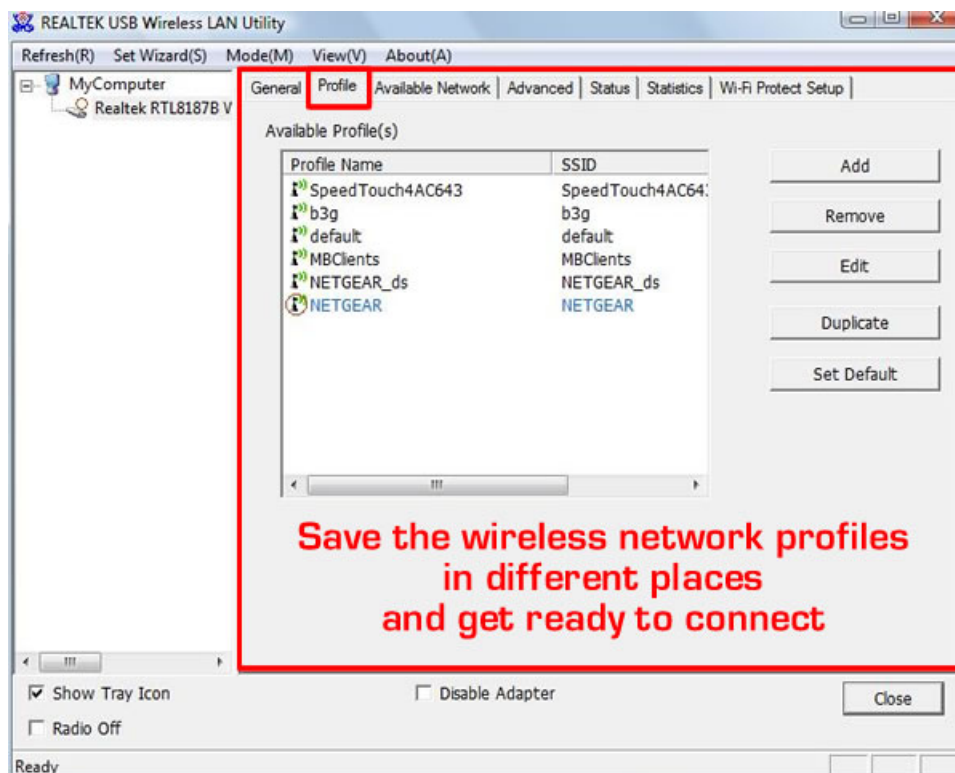 REALTEK USB Wireless LAN Utility
Refresh(R) Set Wizard(S) Mode(M) View(V) About(A)
MyComputer
Realtek RTL8187B
General Profile Available Network Advanced Status Statistics Wi-Fi Protect Setup
Available Profile(s)
Profile Name SSID
SpeedTouch4AC643 SpeedTouch4AC64
b3g b3g
default default
MBClients MBClients
NETGEAR_ds NETGEAR_ds
NETGEAR NETGEAR
Add
Remove
Edit
Duplicate
Set Default
Save the wireless network profiles
in different places
and get ready to connect
Show Tray Icon
Disable Adapter
Radio Off
Close
Ready